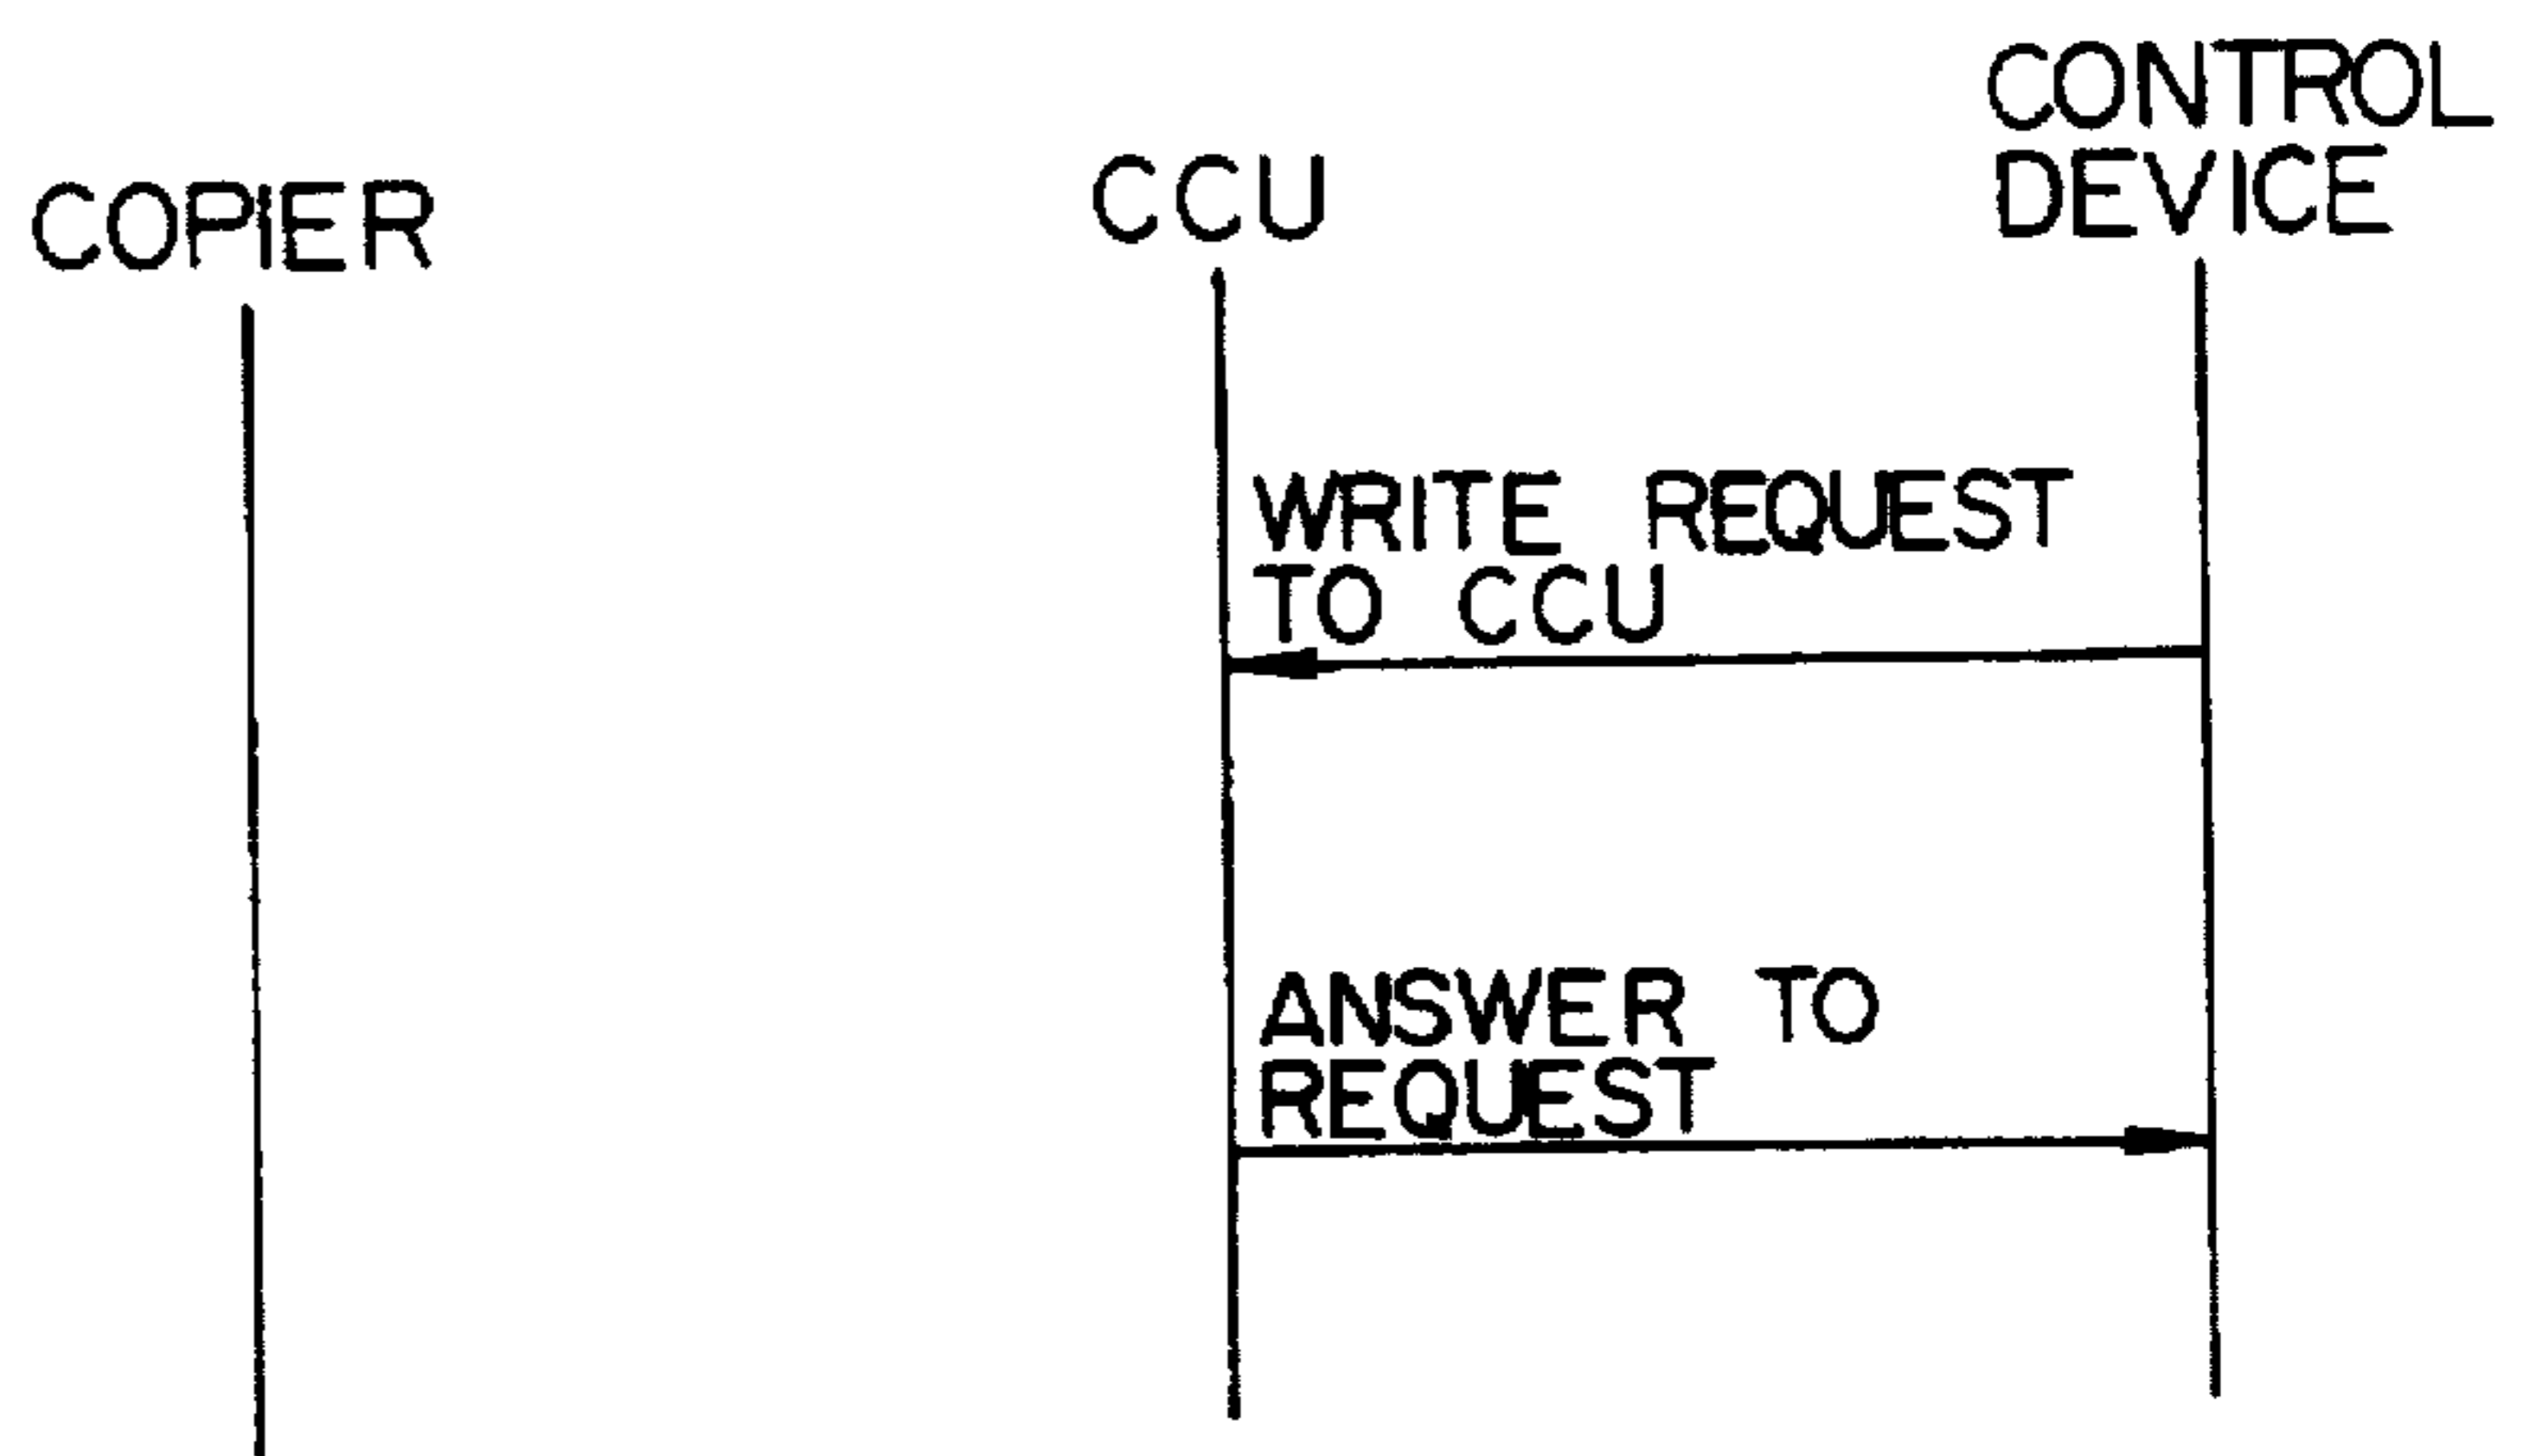 COPIER
CCU
CONTROL
DEVICE
WRITE REQUEST
TO CCU
ANSWER TO
REQUEST